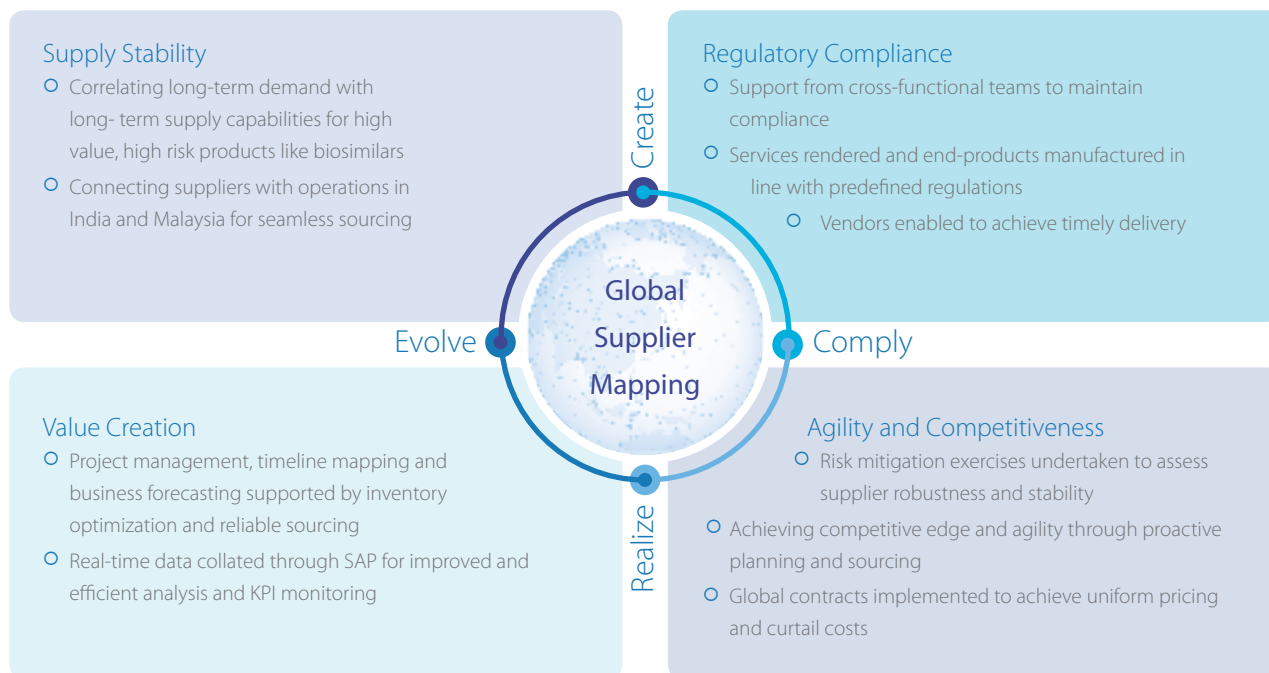 Supply Stability
Correlating long-term demand with
long- term supply capabilities for high
value, high risk products like biosimilars
Connecting suppliers with operations in
India and Malaysia for seamless sourcing
Create
Regulatory Compliance
Support from cross-functional teams to maintain
compliance
Services rendered and end-products manufactured in
line with predefined regulations
Vendors enabled to achieve timely delivery
Evolve
Global
Supplier
Mapping
Comply
Value Creation
Project management, timeline mapping and
business forecasting supported by inventory
optimization and reliable sourcing
Real-time data collated through SAP for improved and
efficient analysis and KPI monitoring
Realize
Agility and Competitiveness
Risk mitigation exercises undertaken to assess
supplier robustness and stability
Achieving competitive edge and agility through proactive
planning and sourcing
Global contracts implemented to achieve uniform pricing
and curtail costs